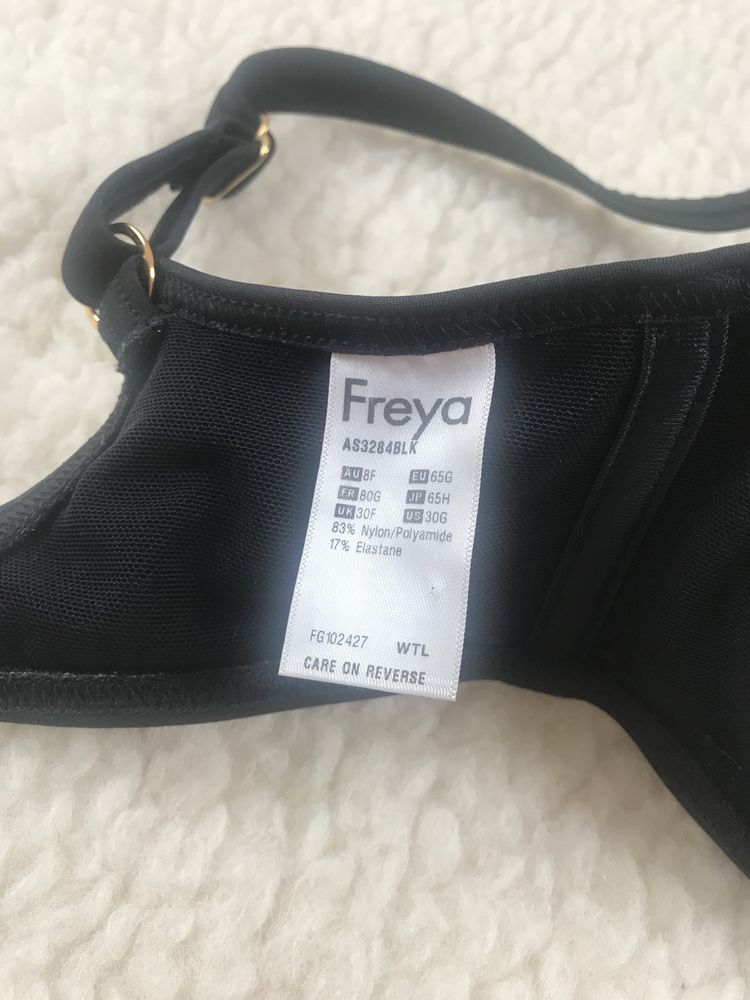 Freya
AS3284BLK
AU 8F EU 65G
FR 80G JP 65H
UK 30F US 30G
83% Nylon/Polyamide
17% Elastane
FG102427 WTL
CARE ON REVERSE